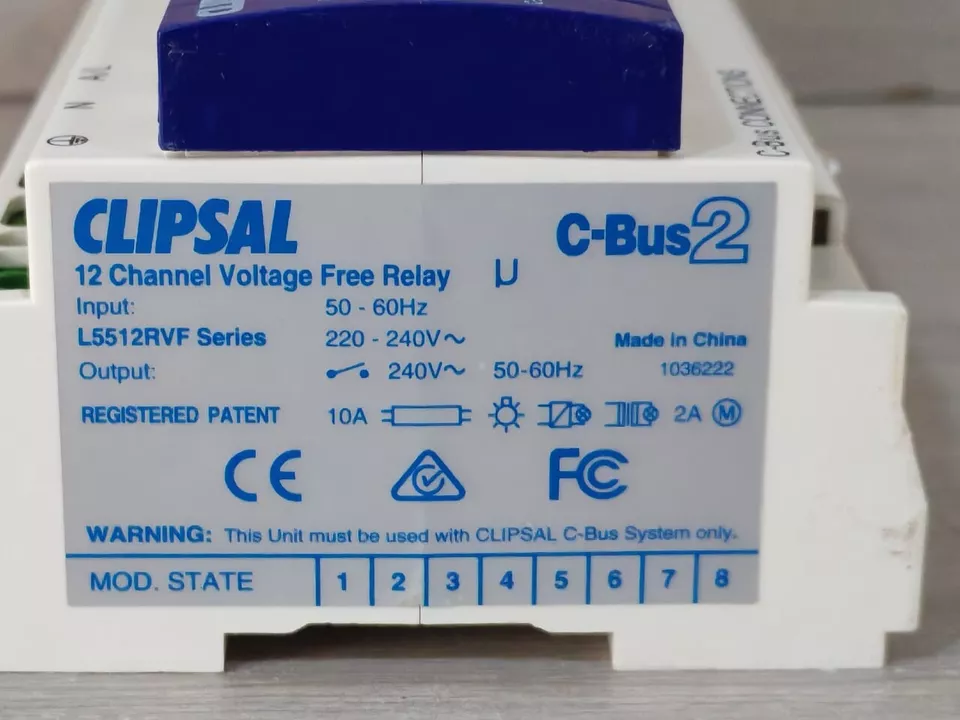 N A/L
C-Bus CONNECTIONS
CLIPSAL
C-Bus2
12 Channel Voltage Free Relay μ
Input: 50 - 60Hz
L5512RVF Series 220 - 240V~ Made in China
Output: 240V~ 50-60Hz 1036222
REGISTERED PATENT 10A 2A M
CE FC
WARNING: This Unit must be used with CLIPSAL C-Bus System only.
MOD. STATE 1 2 3 4 5 6 7 8